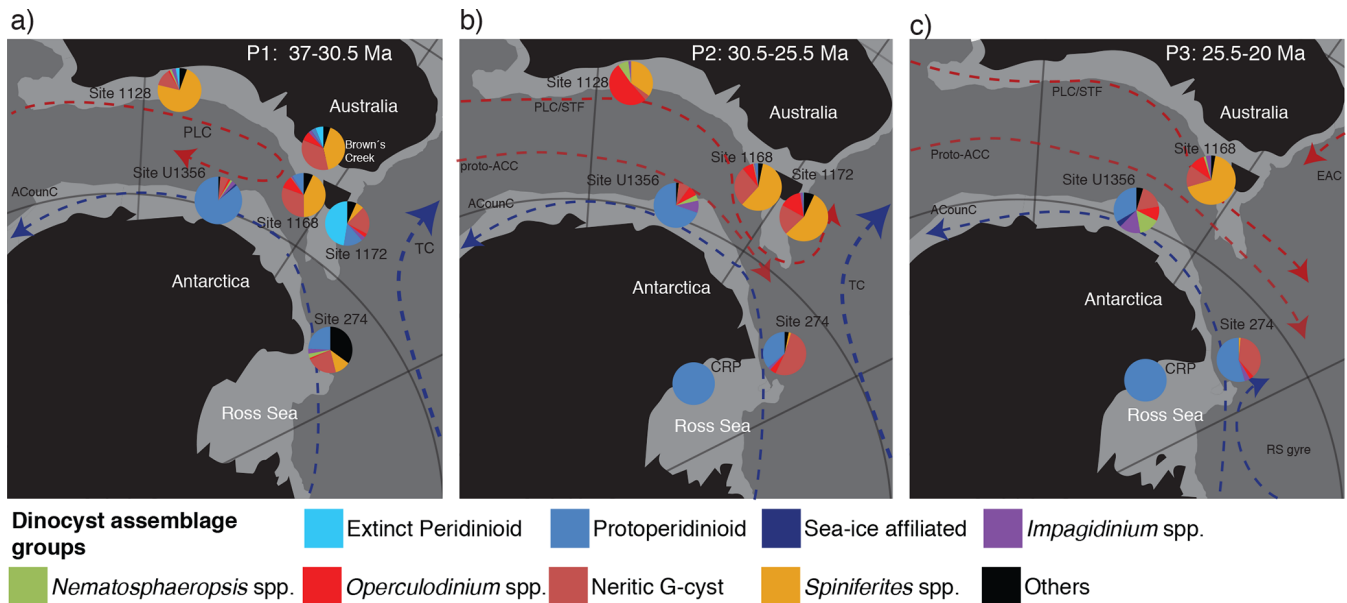 a)
P1: 37-30.5 Ma
Site 1128
Australia
PLC
Brown´s
Creek
Site U1356
ACounC
Site 1168
Site 1172
TC
Antarctica
Site 274
Ross Sea
b)
P2: 30.5-25.5 Ma
Site 1128
PLC/STF
Australia
proto-ACC
1168
Site U1356
1172
ACounC
Antarctica
TC
Site 274
CRP
Ross Sea
c)
P3: 25.5-20 Ma
PLC/STF
Australia
Proto-ACC
Site 1168
Site U1356
EAC
ACounC
Antarctica
Site 274
CRP
Ross Sea
RS gyre
Dinocyst assemblage
groups
Extinct Peridinioid
Protoperidinioid
Sea-ice affiliated
Impagidinium spp.
Nematosphaeropsis spp.
Operculodinium spp.
Neritic G-cyst
Spiniferites spp.
Others